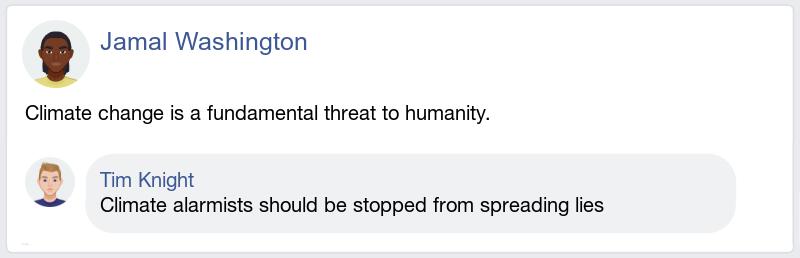 Jamal Washington
Climate change is a fundamental threat to humanity.
Tim Knight
Climate alarmists should be stopped from spreading lies